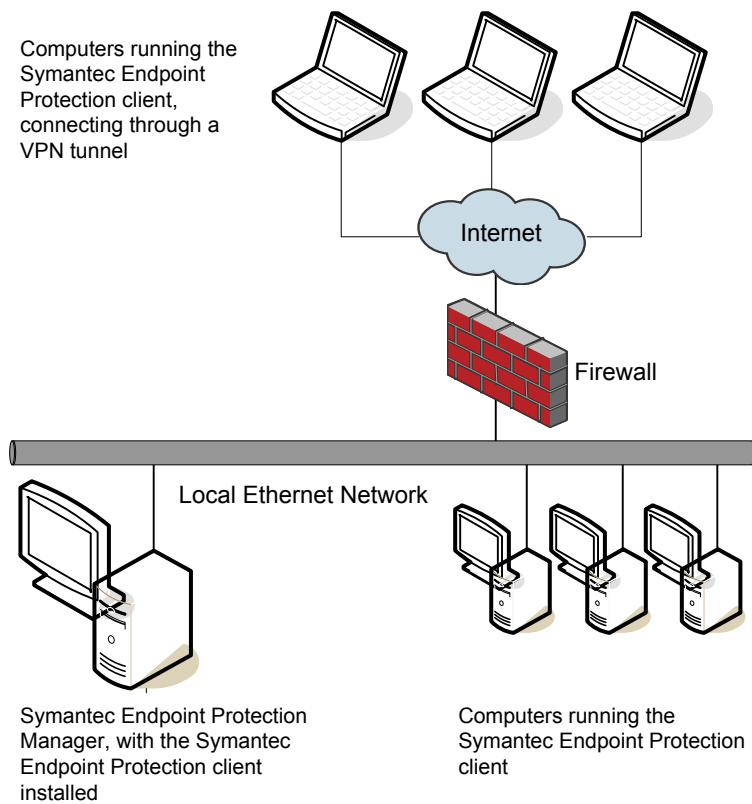 Computers running the
Symantec Endpoint
Protection client,
connecting through a
VPN tunnel
Internet
Firewall
Local Ethernet Network
Symantec Endpoint Protection
Manager, with the Symantec
Endpoint Protection client
installed
Computers running the
Symantec Endpoint Protection
client